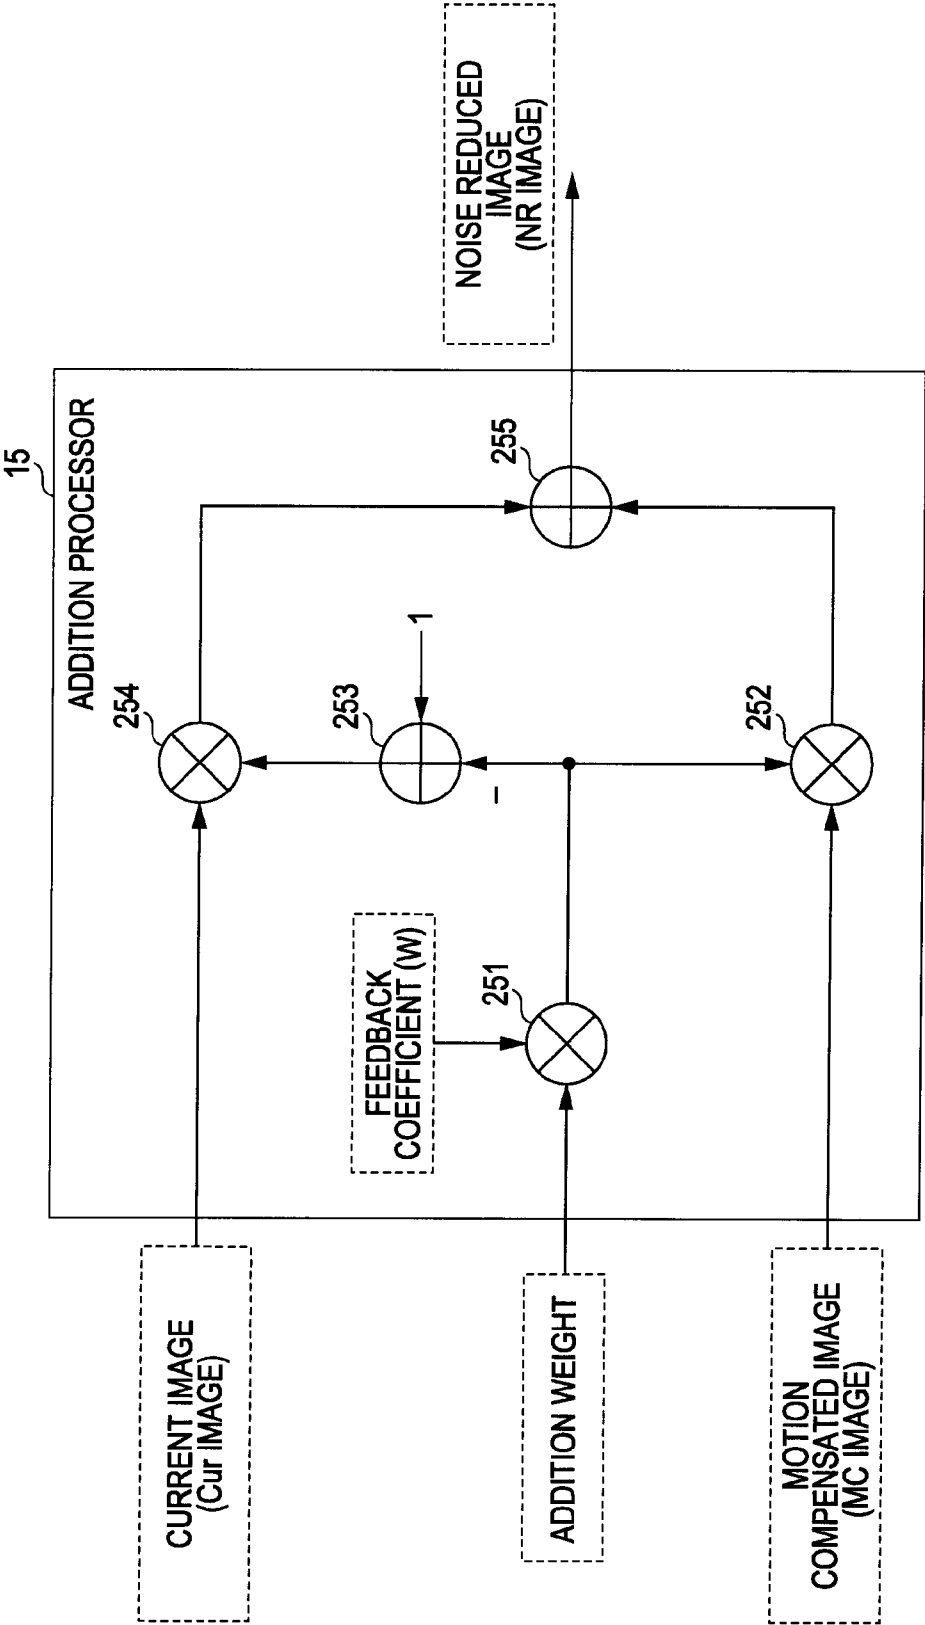 15
ADDITION PROCESSOR
CURRENT IMAGE
(Cur IMAGE)
254
FEEDBACK
COEFFICIENT (W)
253
1
−
255
NOISE REDUCED
IMAGE
(NR IMAGE)
ADDITION WEIGHT
251
MOTION
COMPENSATED IMAGE
(MC IMAGE)
252